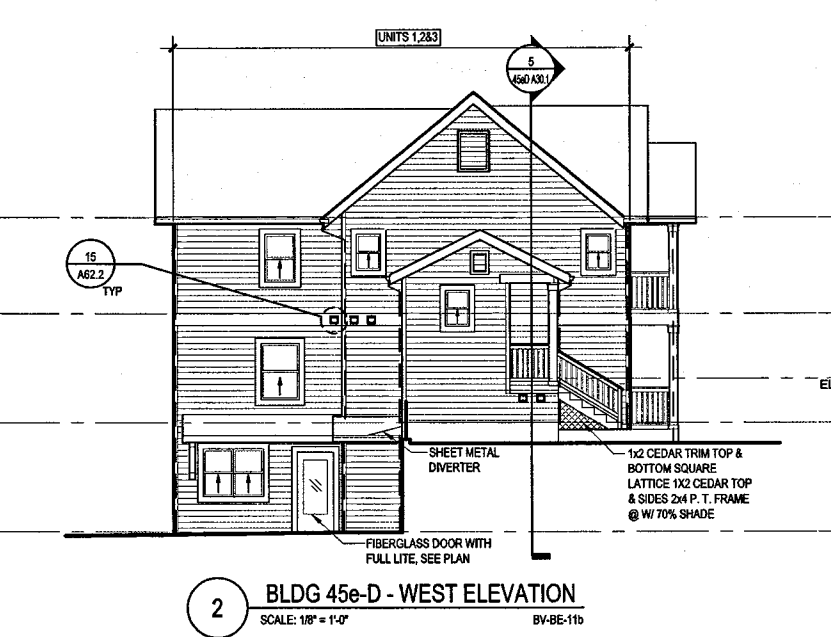 UNITS 1,2&3
5
45eD A30.1
15
A62.2
TYP
SHEET METAL
DIVERTER
1x2 CEDAR TRIM TOP &
BOTTOM SQUARE
LATTICE 1X2 CEDAR TOP
& SIDES 2x4 P. T. FRAME
@ W/ 70% SHADE
FIBERGLASS DOOR WITH
FULL LITE, SEE PLAN
2
BLDG 45e-D - WEST ELEVATION
SCALE: 1/8" = 1'-0"
BV-BE-11b